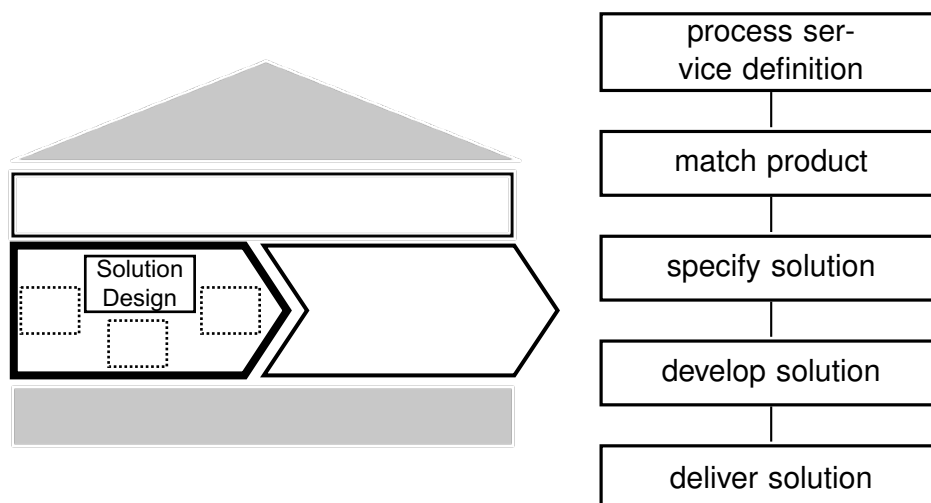 Solution
Design
process ser-
vice definition
match product
specify solution
develop solution
deliver solution